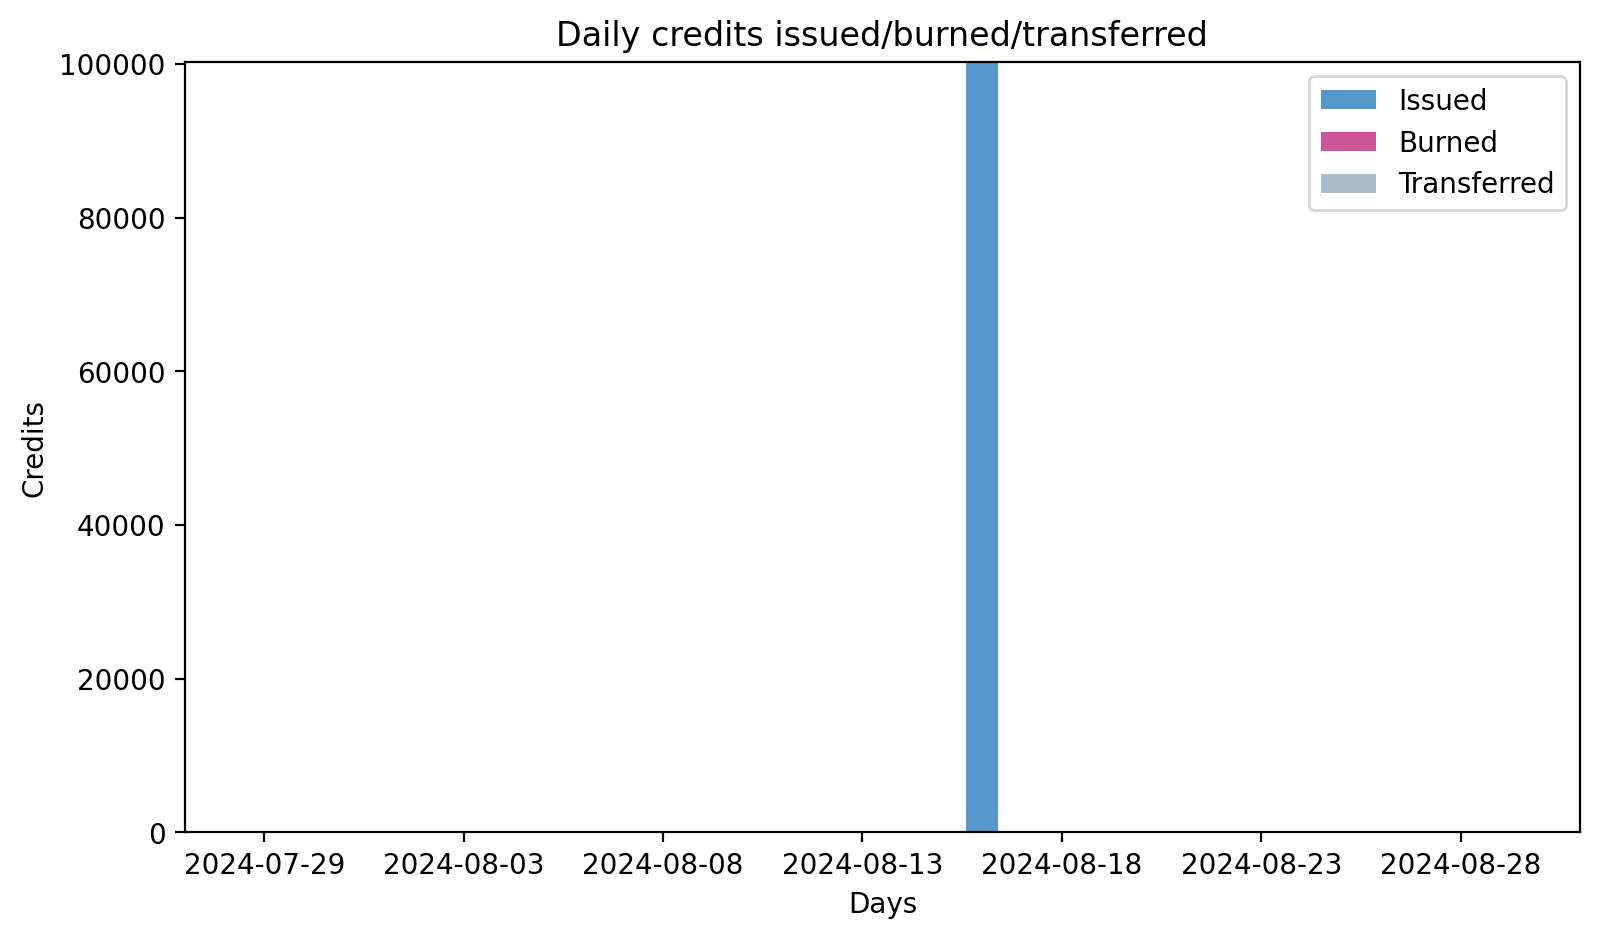 Daily credits issued/burned/transferred
100000
80000
60000
40000
20000
0
Credits
Issued
Burned
Transferred
2024-07-29 2024-08-03 2024-08-08 2024-08-13 2024-08-18 2024-08-23 2024-08-28
Days